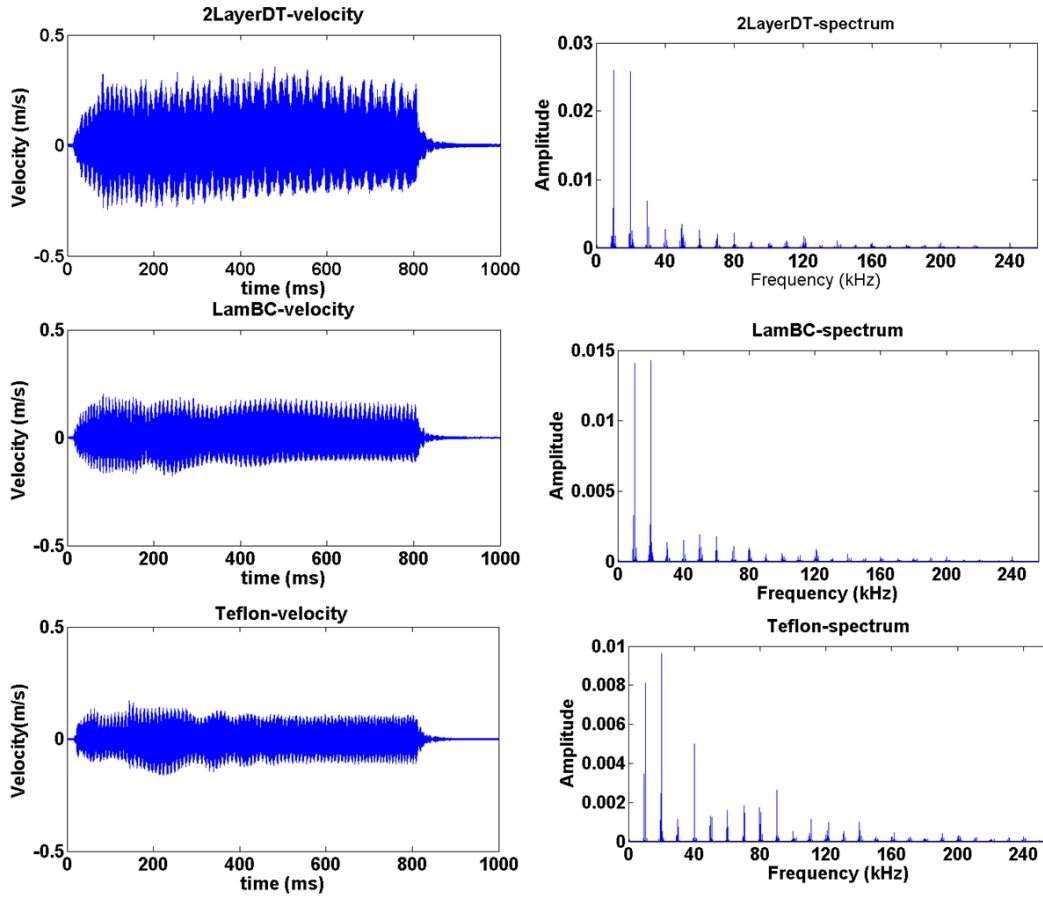 2LayerDT-velocity
0.5
0
-0.5
Velocity (m/s)
0 200 400 600 800 1000
time (ms)
2LayerDT-spectrum
0.03
0.02
0.01
0
Amplitude
0 40 80 120 160 200 240
Frequency (kHz)
LamBC-velocity
0.5
0
-0.5
Velocity (m/s)
0 200 400 600 800 1000
time (ms)
LamBC-spectrum
0.015
0.01
0.005
0
Amplitude
0 40 80 120 160 200 240
Frequency (kHz)
Teflon-velocity
0.5
0
-0.5
Velocity(m/s)
0 200 400 600 800 1000
time (ms)
Teflon-spectrum
0.01
0.008
0.006
0.004
0.002
0
Amplitude
0 40 80 120 160 200 240
Frequency (kHz)